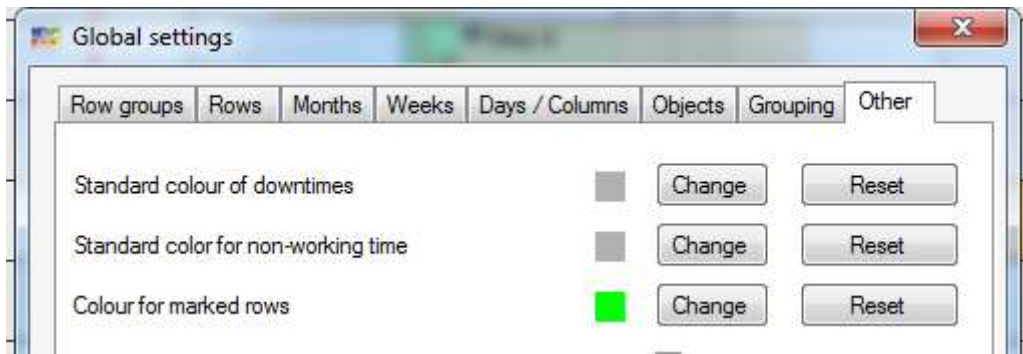 Global settings
Row groups Rows Months Weeks Days / Columns Objects Grouping Other
Standard colour of downtimes Change Reset
Standard color for non-working time Change Reset
Colour for marked rows Change Reset